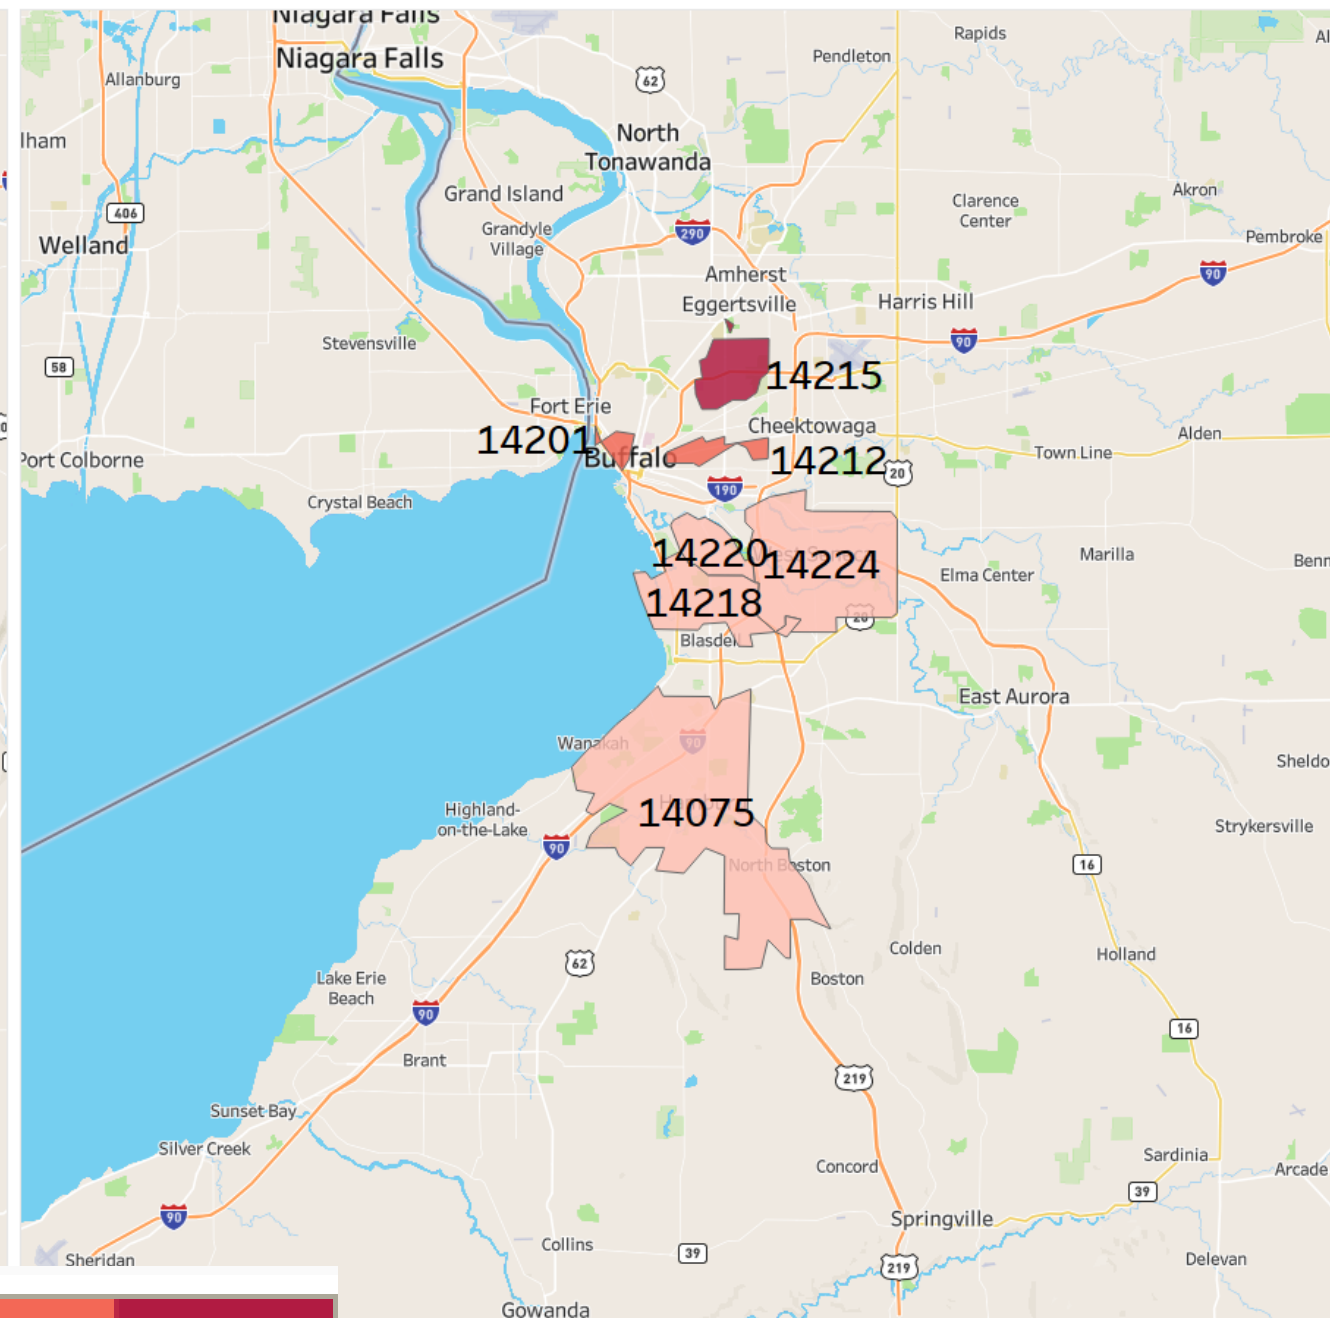 Niagara Falls
Niagara Falls
Rapids
Pendleton
Allanburg
62
North
Tonawanda
Grand Island
Grandyle
Village
406
Welland
290
Clarence
Center
Akron
Pembroke
90
Amherst
Eggertsville
Harris Hill
90
Stevensville
58
14215
Fort Erie
14201
Buffalo
Cheektowaga
14212
20
Alden
Town Line
Port Colborne
190
Crystal Beach
14220
14224
14218
Marilla
Elma Center
Blasdell
20
East Aurora
Wanakah
90
14075
Highland-
on-the-Lake
90
Strykersville
16
North Boston
Colden
Holland
62
Boston
Lake Erie
Beach
90
16
Brant
219
Sunset Bay
Silver Creek
Concord
Sardinia
Arcade
39
90
Springville
Sheridan
Collins
39
219
Delevan
Gowanda